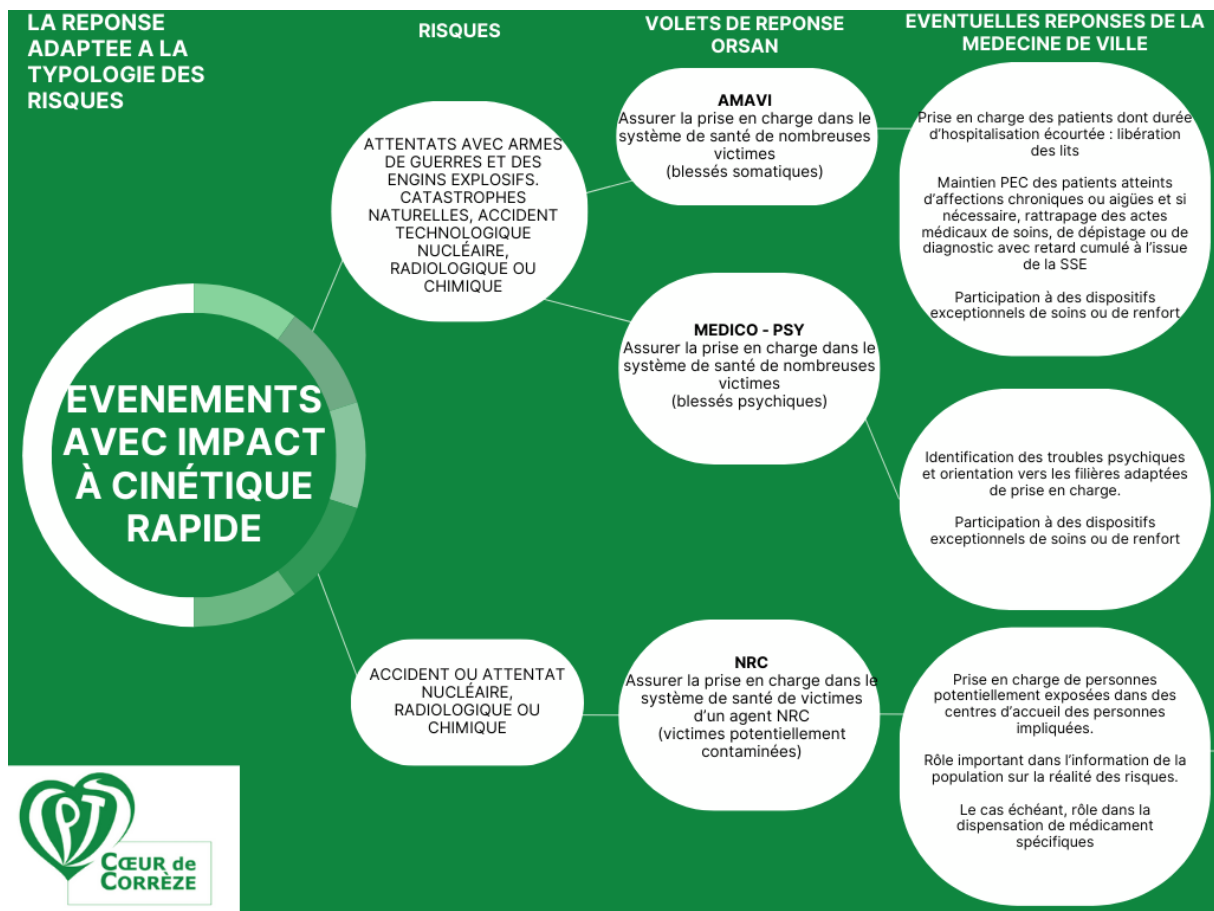 LA REPONSE
ADAPTEE A LA
TYPOLOGIE DES
RISQUES
RISQUES
VOLETS DE REPONSE
ORSAN
EVENTUELLES REPONSES DE LA
MEDECINE DE VILLE
EVENEMENTS
AVEC IMPACT
À CINÉTIQUE
RAPIDE
ATTENTATS AVEC ARMES
DE GUERRES ET DES
ENGINS EXPLOSIFS.
CATASTROPHES
NATURELLES, ACCIDENT
TECHNOLOGIQUE
NUCLÉAIRE,
RADIOLOGIQUE OU
CHIMIQUE
AMAVI
Assurer la prise en charge dans le
système de santé de nombreuses
victimes
(blessés somatiques)
Prise en charge des patients dont durée
d'hospitalisation écourtée : libération
des lits
Maintien PEC des patients atteints
d'affections chroniques ou aigües et si
nécessaire, rattrapage des actes
médicaux de soins, de dépistage ou de
diagnostic avec retard cumulé à l'issue
de la SSE
Participation à des dispositifs
exceptionnels de soins ou de renfort
MEDICO - PSY
Assurer la prise en charge dans le
système de santé de nombreuses
victimes
(blessés psychiques)
Identification des troubles psychiques
et orientation vers les filières adaptées
de prise en charge.
Participation à des dispositifs
exceptionnels de soins ou de renfort
ACCIDENT OU ATTENTAT
NUCLÉAIRE,
RADIOLOGIQUE OU
CHIMIQUE
NRC
Assurer la prise en charge dans le
système de santé de victimes
d'un agent NRC
(victimes potentiellement
contaminées)
Prise en charge de personnes
potentiellement exposées dans des
centres d'accueil des personnes
impliquées.
Rôle important dans l'information de la
population sur la réalité des risques.
Le cas échéant, rôle dans la
dispensation de médicament
spécifiques
CPTS
CŒUR de
CORRÈZE